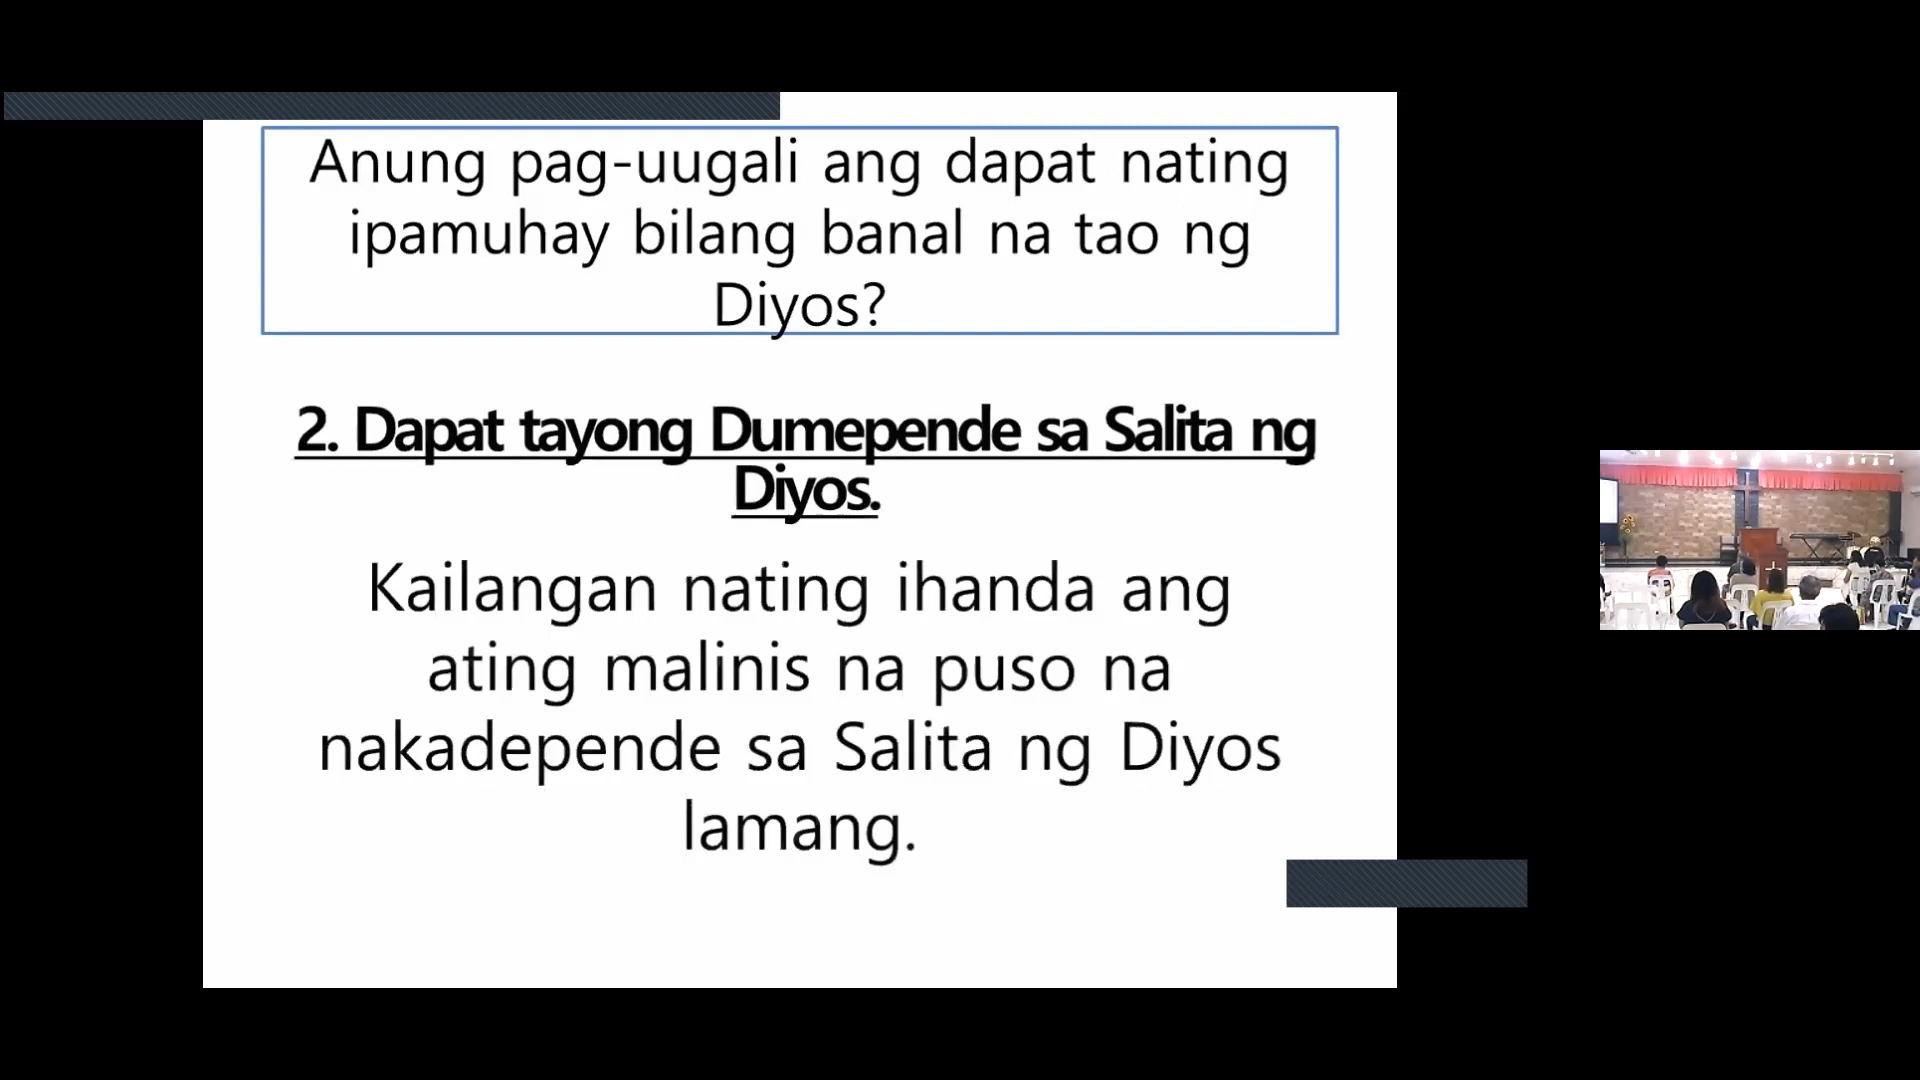 Anung pag-uugali ang dapat nating
ipamuhay bilang banal na tao ng
Diyos?
2. Dapat tayong Dumepende sa Salita ng
Diyos.
Kailangan nating ihanda ang
ating malinis na puso na
nakadepende sa Salita ng Diyos
lamang.